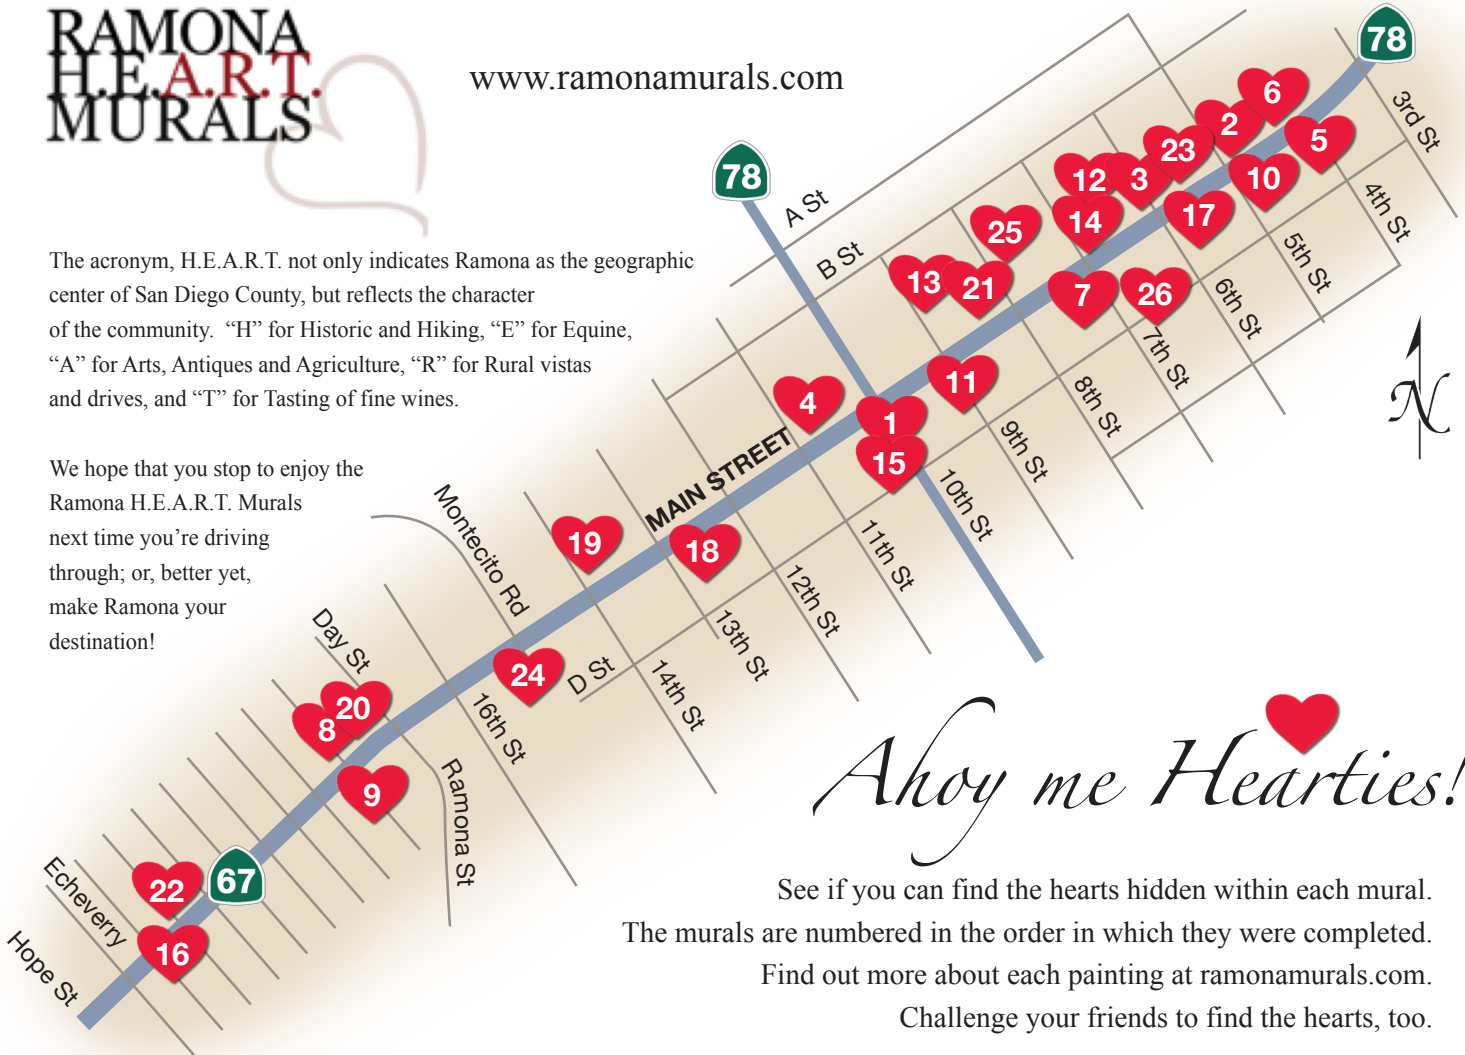 RAMONA
H.E.A.R.T.
MURALS
www.ramonamurals.com
The acronym, H.E.A.R.T. not only indicates Ramona as the geographic
center of San Diego County, but reflects the character
of the community.  “H” for Historic and Hiking, “E” for Equine,
“A” for Arts, Antiques and Agriculture, “R” for Rural vistas
and drives, and “T” for Tasting of fine wines.
We hope that you stop to enjoy the
Ramona H.E.A.R.T. Murals
next time you’re driving
through; or, better yet,
make Ramona your
destination!
78
78
67
A St
B St
MAIN STREET
D St
3rd St
4th St
5th St
6th St
7th St
8th St
9th St
10th St
11th St
12th St
13th St
14th St
16th St
Montecito Rd
Day St
Ramona St
Echeverry
Hope St
6
2
5
23
12
3
10
17
14
25
13
21
7
26
11
4
1
15
19
18
24
20
8
9
22
16
N
Ahoy me Hearties!
See if you can find the hearts hidden within each mural.
The murals are numbered in the order in which they were completed.
Find out more about each painting at ramonamurals.com.
Challenge your friends to find the hearts, too.